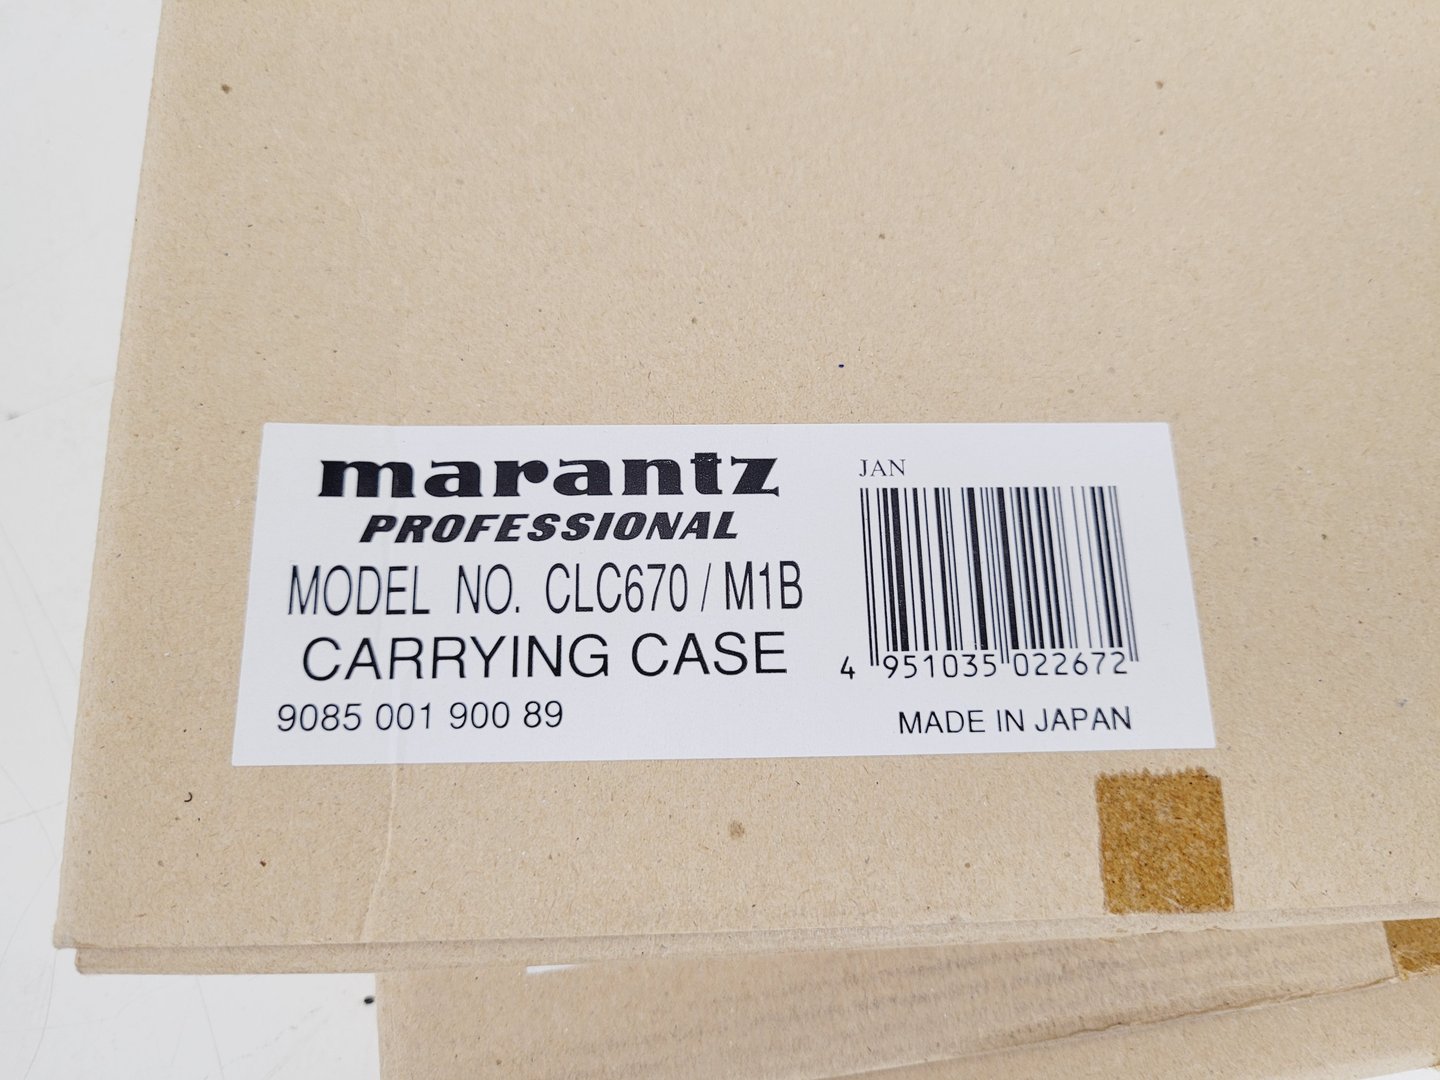 marantz
PROFESSIONAL
MODEL NO. CLC670 / M1B
CARRYING CASE
9085 001 900 89
JAN
4 951035 022672
MADE IN JAPAN